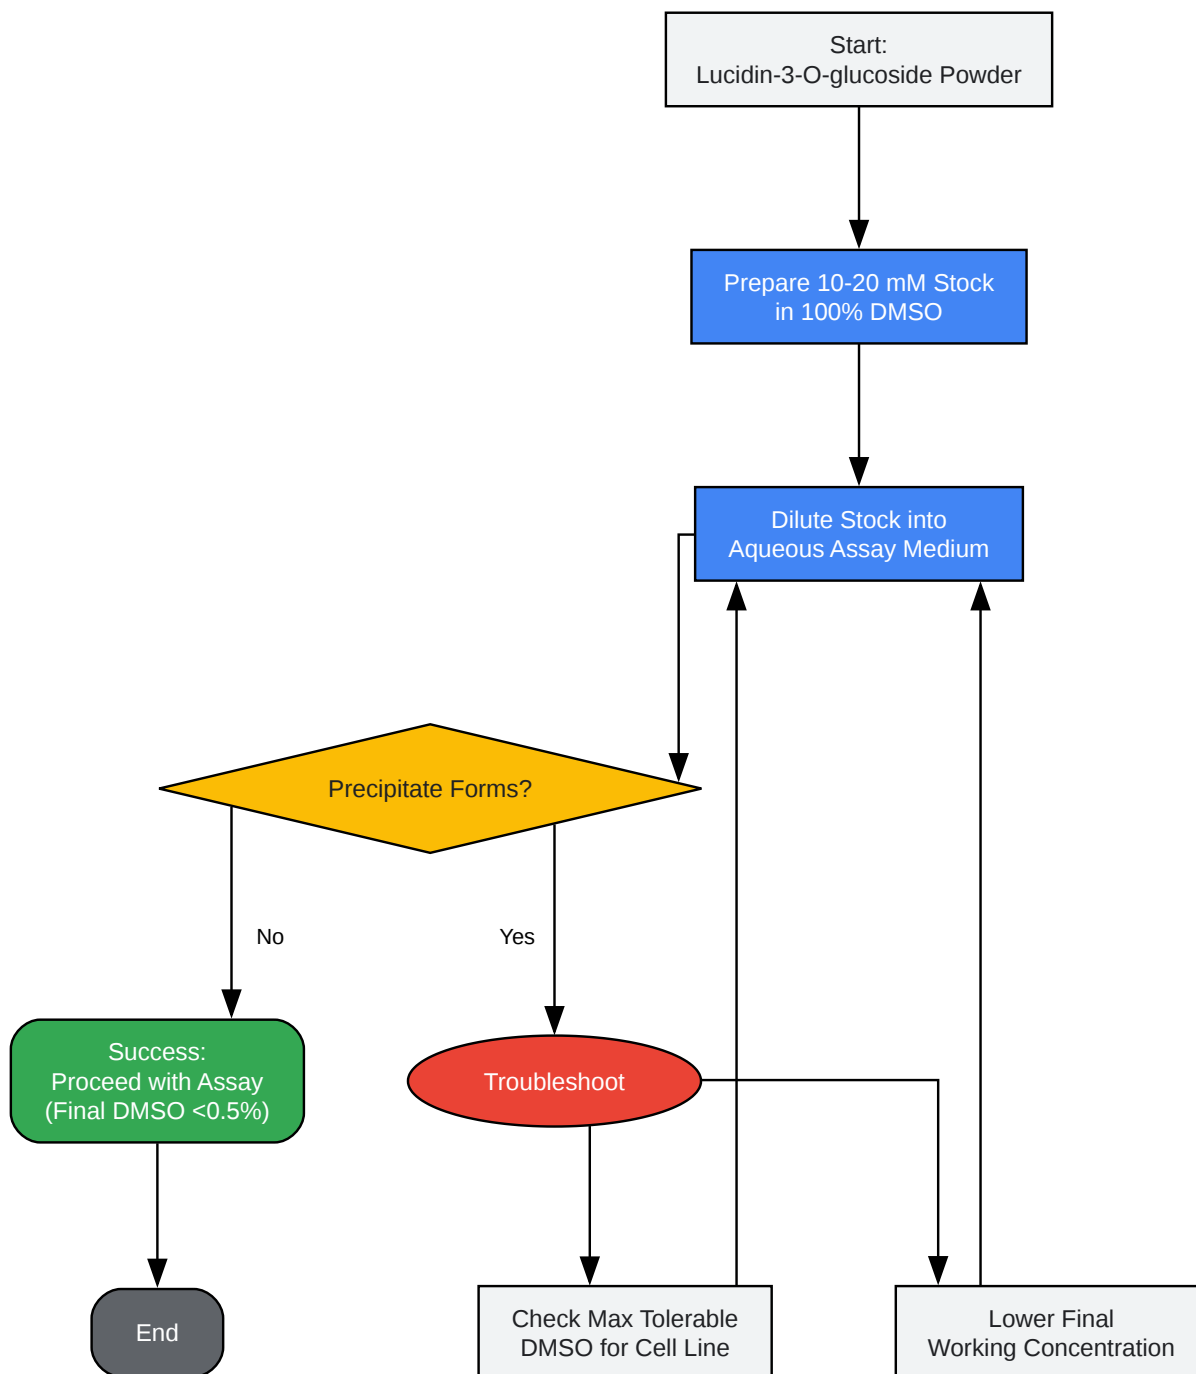 Start:
Lucidin-3-O-glucoside Powder
Prepare 10-20 mM Stock
in 100% DMSO
Dilute Stock into
Aqueous Assay Medium
Precipitate Forms?
No
Yes
Success:
Proceed with Assay
(Final DMSO <0.5%)
Troubleshoot
End
Check Max Tolerable
DMSO for Cell Line
Lower Final
Working Concentration